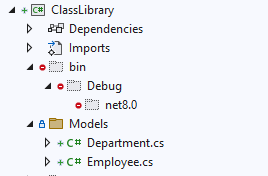 ClassLibrary
Dependencies
Imports
bin
Debug
net8.0
Models
Department.cs
Employee.cs